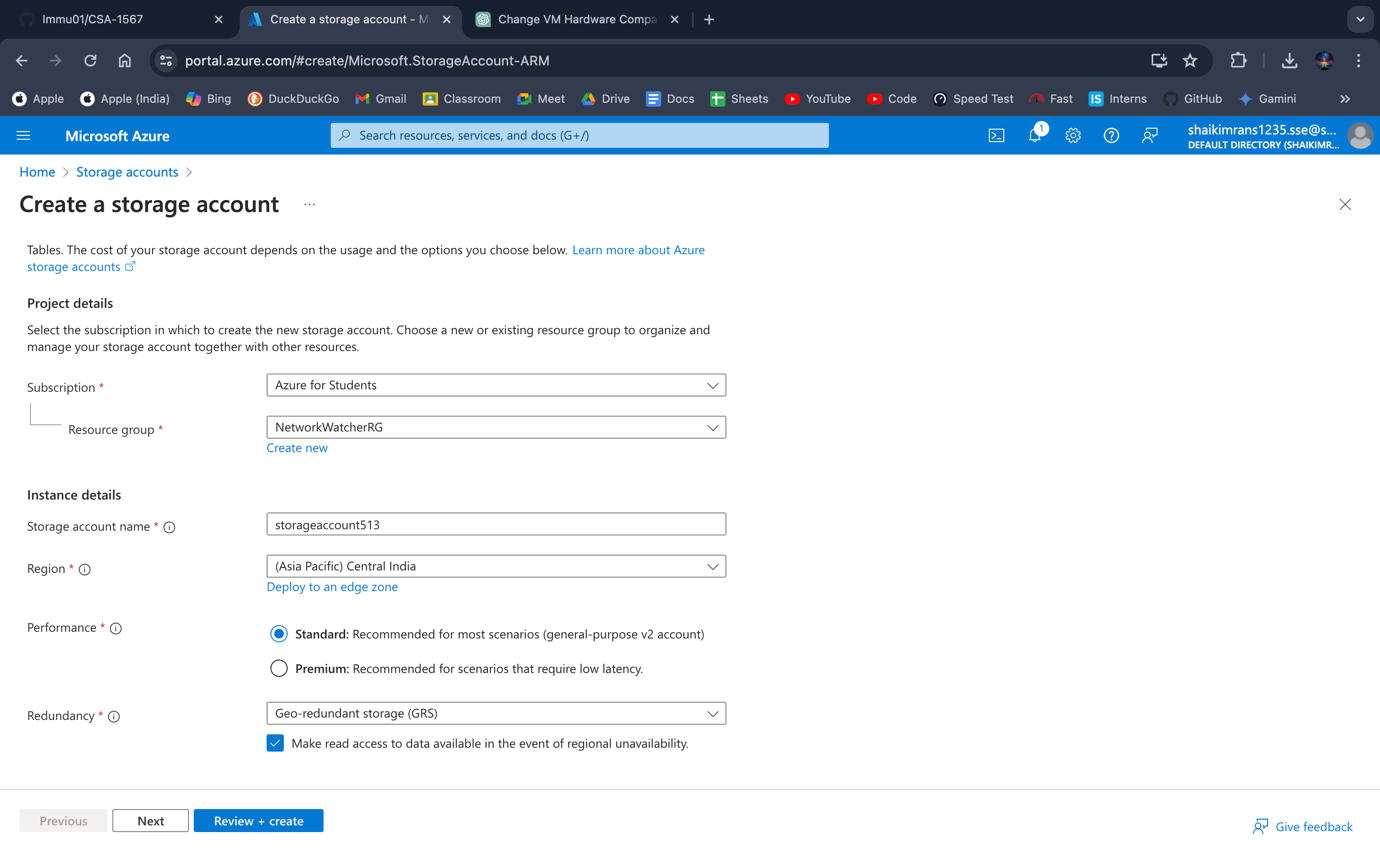 Immu01/CSA-1567
Create a storage account - Mi
Change VM Hardware Compa
portal.azure.com/#create/Microsoft.StorageAccount-ARM
Apple
Apple (India)
Bing
DuckDuckGo
Gmail
Classroom
Meet
Drive
Docs
Sheets
YouTube
Code
Speed Test
Fast
IS Interns
GitHub
Gamini
Microsoft Azure
Search resources, services, and docs (G+/)
1
shaikimrans1235.sse@s...
DEFAULT DIRECTORY (SHAIKIMR...
Home > Storage accounts >
Create a storage account ...
Tables. The cost of your storage account depends on the usage and the options you choose below. Learn more about Azure
storage accounts
Project details
Select the subscription in which to create the new storage account. Choose a new or existing resource group to organize and
manage your storage account together with other resources.
Subscription *
Azure for Students
Resource group *
NetworkWatcherRG
Create new
Instance details
Storage account name *
storageaccount513
Region *
(Asia Pacific) Central India
Deploy to an edge zone
Performance *
Standard: Recommended for most scenarios (general-purpose v2 account)
Premium: Recommended for scenarios that require low latency.
Redundancy *
Geo-redundant storage (GRS)
Make read access to data available in the event of regional unavailability.
Previous
Next
Review + create
Give feedback